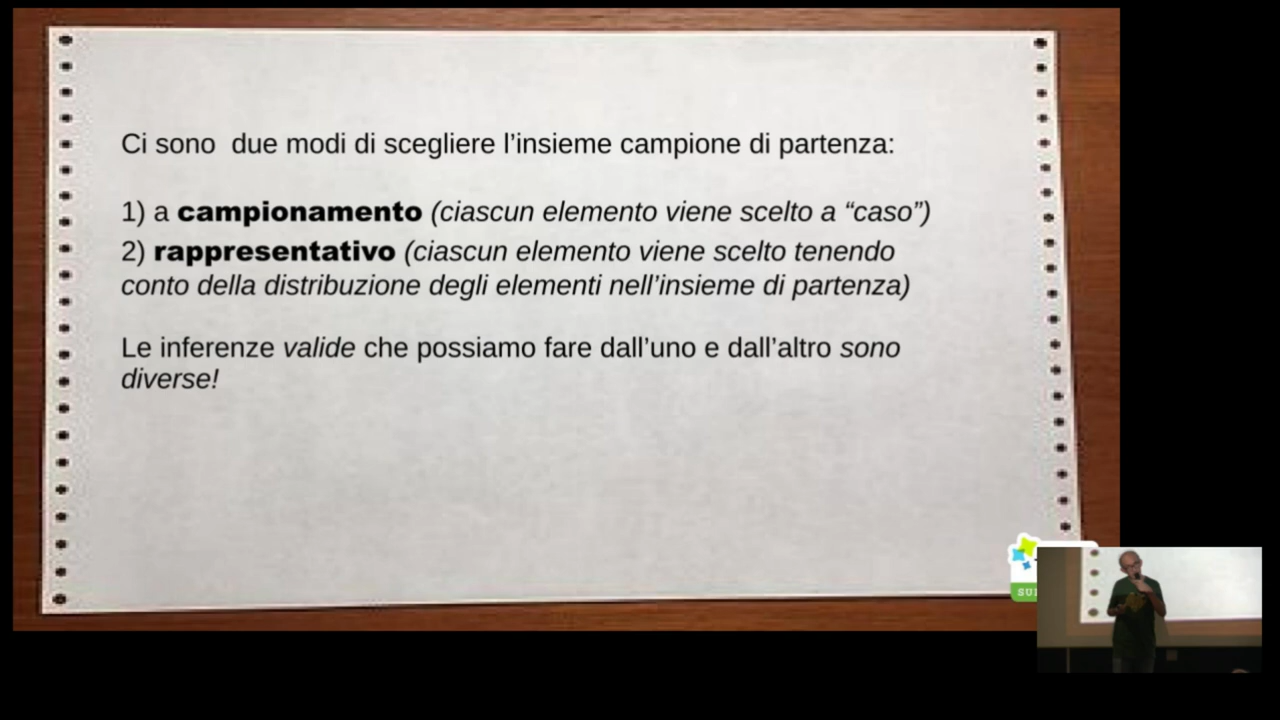 Ci sono  due modi di scegliere l’insieme campione di partenza:
1) a campionamento (ciascun elemento viene scelto a “caso”)
2) rappresentativo (ciascun elemento viene scelto tenendo
conto della distribuzione degli elementi nell’insieme di partenza)
Le inferenze valide che possiamo fare dall’uno e dall’altro sono
diverse!